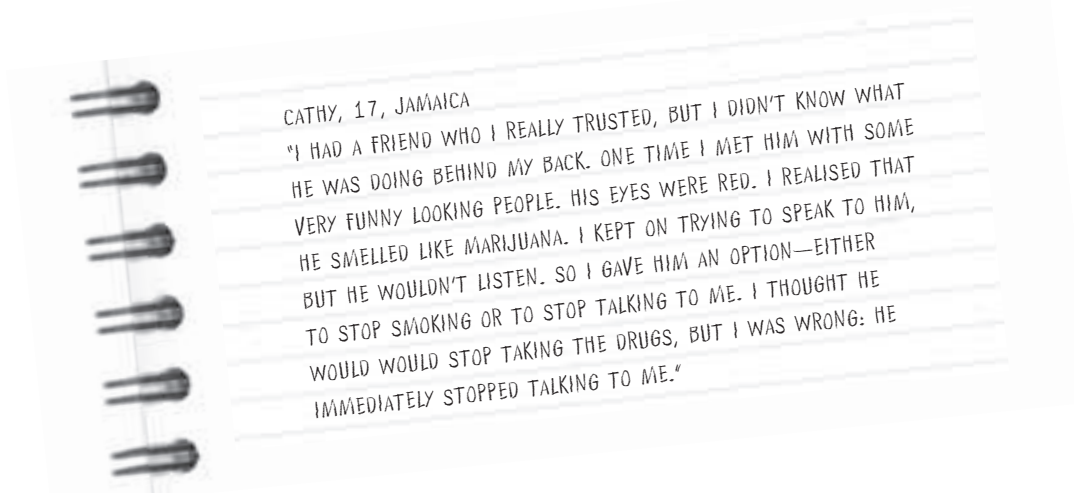 CATHY, 17, JAMAICA
"I HAD A FRIEND WHO I REALLY TRUSTED, BUT I DIDN'T KNOW WHAT
HE WAS DOING BEHIND MY BACK. ONE TIME I MET HIM WITH SOME
VERY FUNNY LOOKING PEOPLE. HIS EYES WERE RED. I REALISED THAT
HE SMELLED LIKE MARIJUANA. I KEPT ON TRYING TO SPEAK TO HIM,
BUT HE WOULDN'T LISTEN. SO I GAVE HIM AN OPTION—EITHER
TO STOP SMOKING OR TO STOP TALKING TO ME. I THOUGHT HE
WOULD WOULD STOP TAKING THE DRUGS, BUT I WAS WRONG: HE
IMMEDIATELY STOPPED TALKING TO ME."